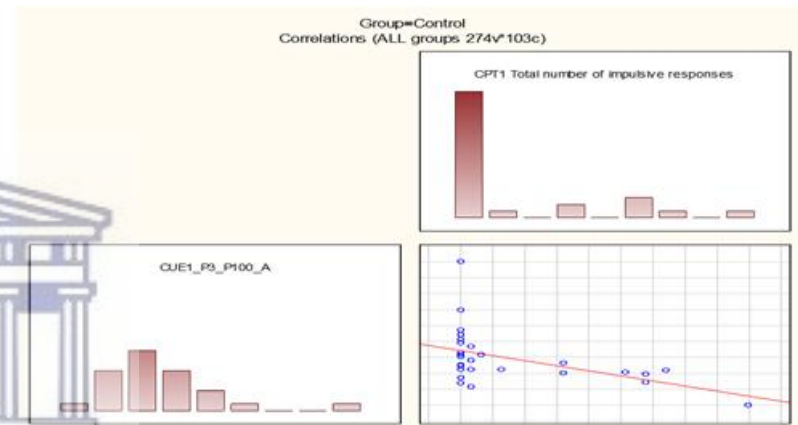 Group=Control
Correlations (ALL groups 274v*103c)
CPT1 Total number of impulsive responses
CUE1_P3_P100_A